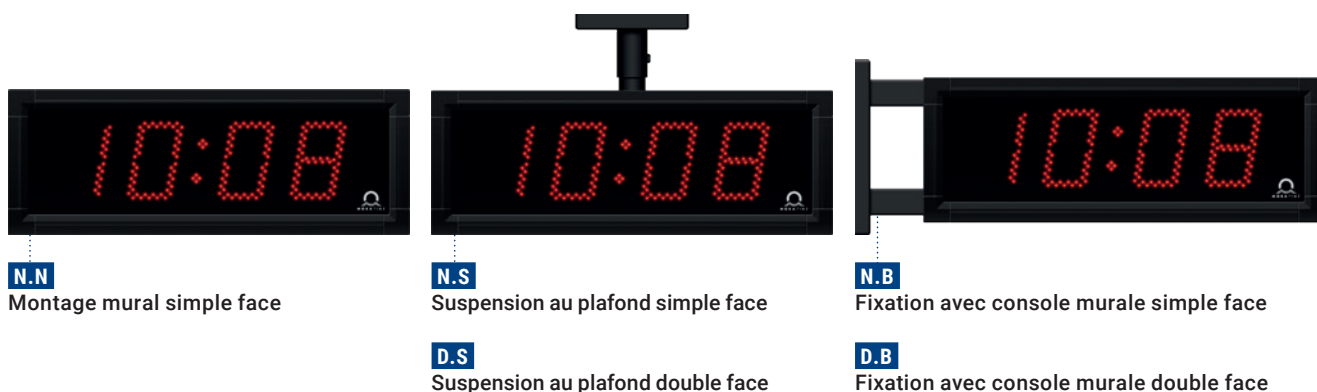 10:08
10:08
10:08
N.N
Montage mural simple face
N.S
Suspension au plafond simple face
N.B
Fixation avec console murale simple face
D.S
Suspension au plafond double face
D.B
Fixation avec console murale double face